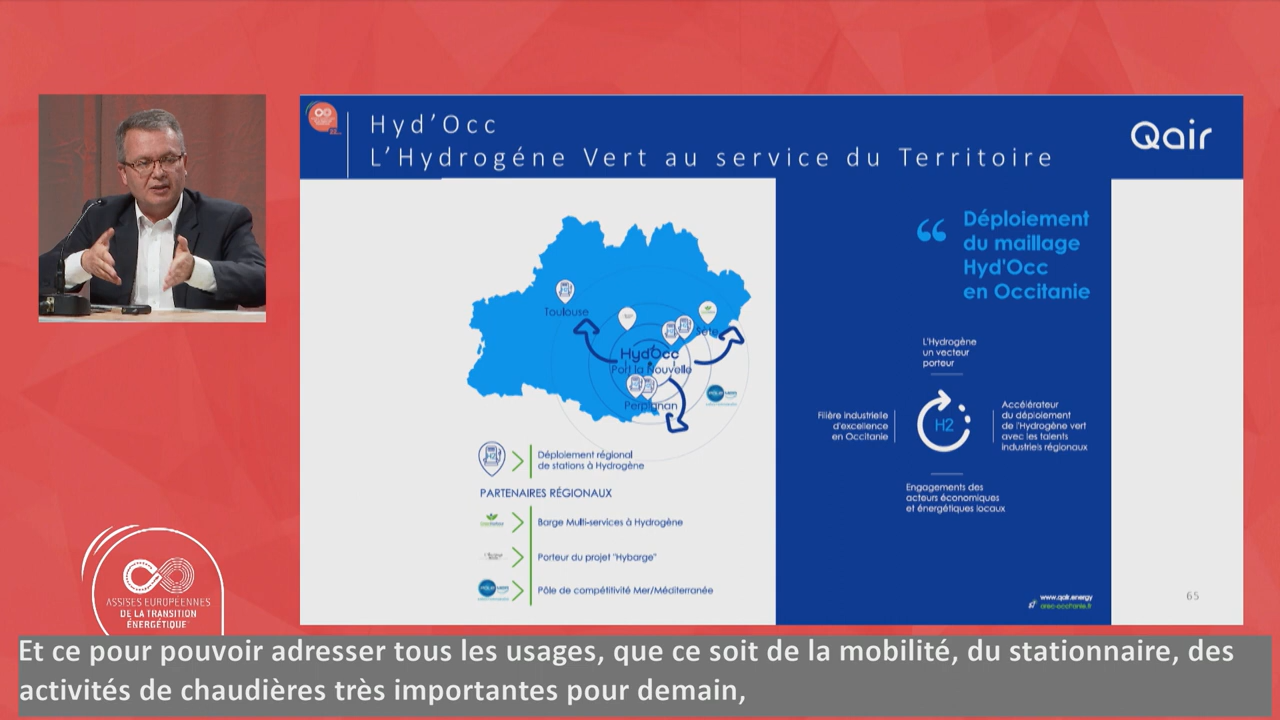 Hyd'Occ
L'Hydrogéne Vert au service du Territoire
Qair
Toulouse
Sète
Hyd'Occ
Port la Nouvelle
Perpignan
H2
Déploiement régional
de stations à Hydrogène
PARTENAIRES RÉGIONAUX
Barge Multi-services à Hydrogène
Porteur du projet "Hybarge"
Pôle de compétitivité Mer/Méditerranée
“ Déploiement
du maillage
Hyd'Occ
en Occitanie
L'Hydrogène
un vecteur
porteur
Filière industrielle
d'excellence
en Occitanie
H2
Accélérateur
du déploiement
de l'Hydrogène vert
avec les talents
industriels régionaux
Engagements des
acteurs économiques
et énergétiques locaux
www.qair.energy
arec-occitanie.fr
65
ASSISES EUROPÉENNES
DE LA TRANSITION
ÉNERGÉTIQUE
Et ce pour pouvoir adresser tous les usages, que ce soit de la mobilité, du stationnaire, des
activités de chaudières très importantes pour demain,